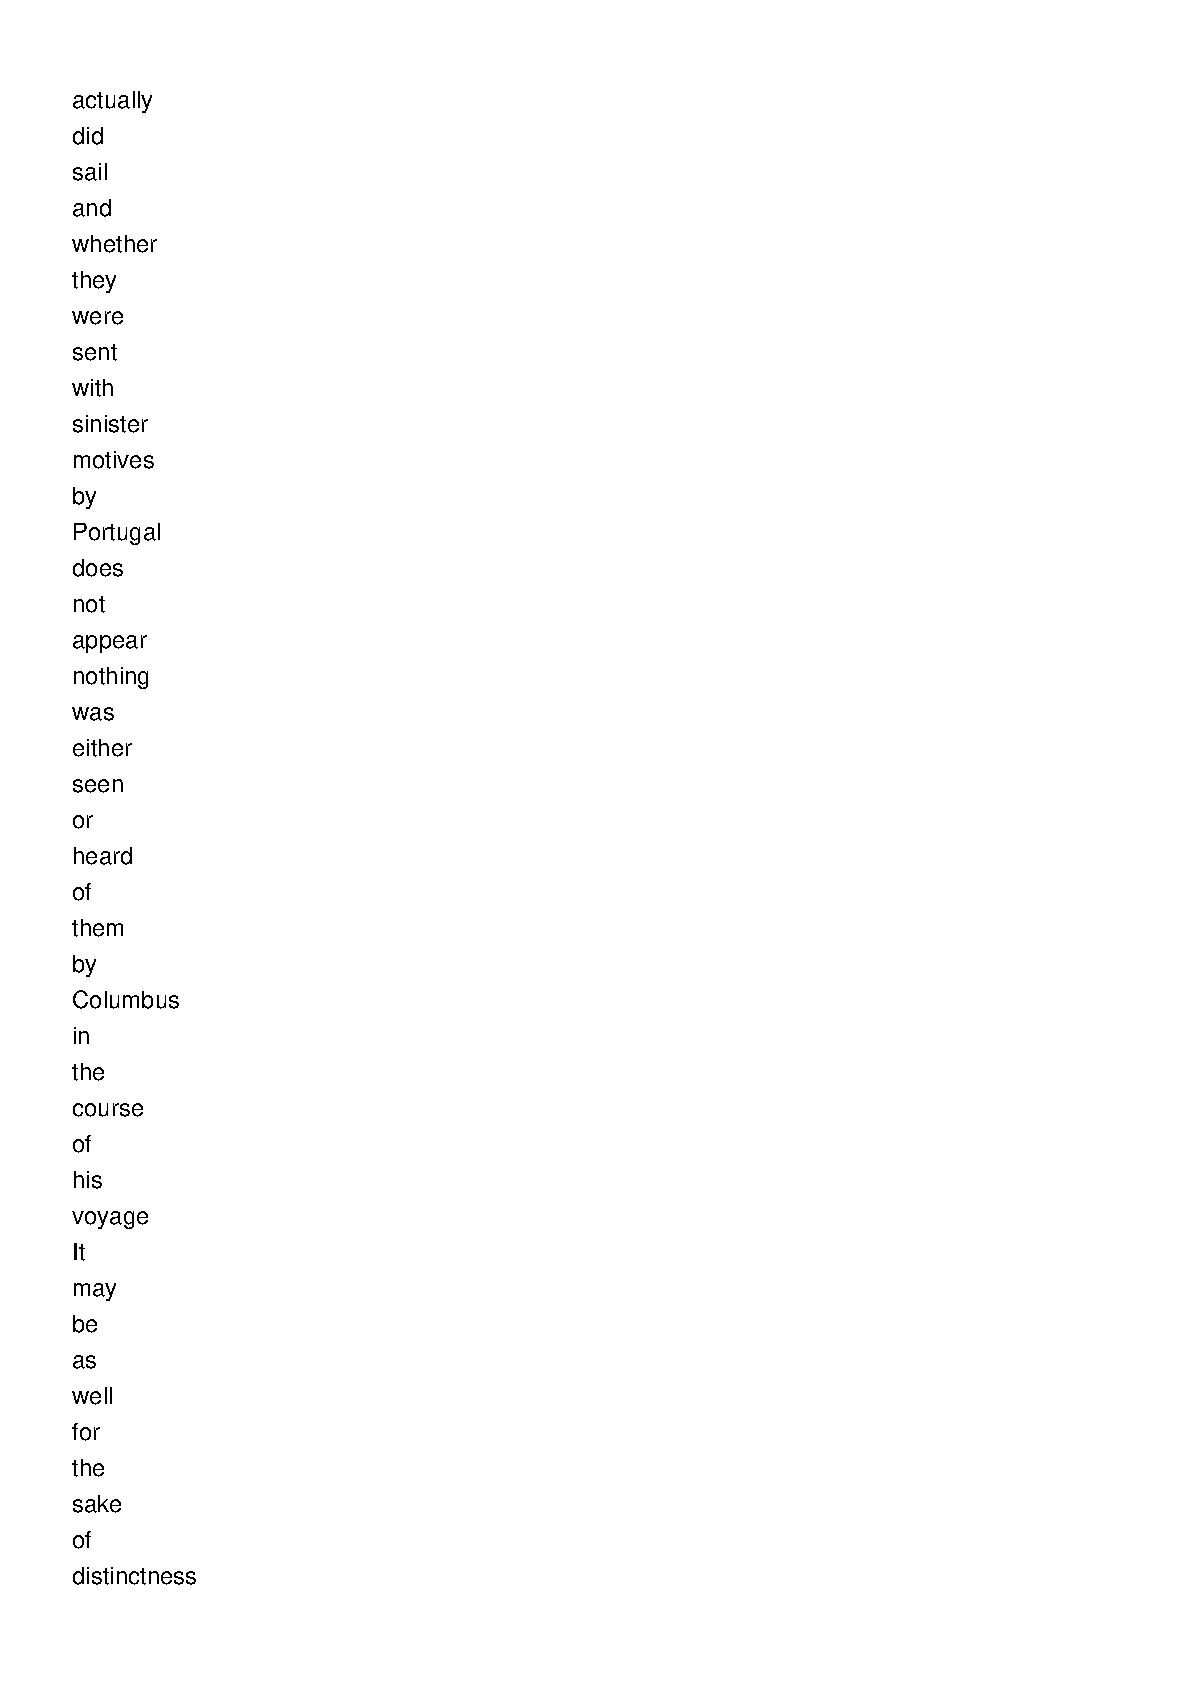 actually
did
sail
and
whether
they
were
sent
with
sinister
motives
by
Portugal
does
not
appear
nothing
was
either
seen
or
heard
of
them
by
Columbus
in
the
course
of
his
voyage
It
may
be
as
well
for
the
sake
of
distinctness